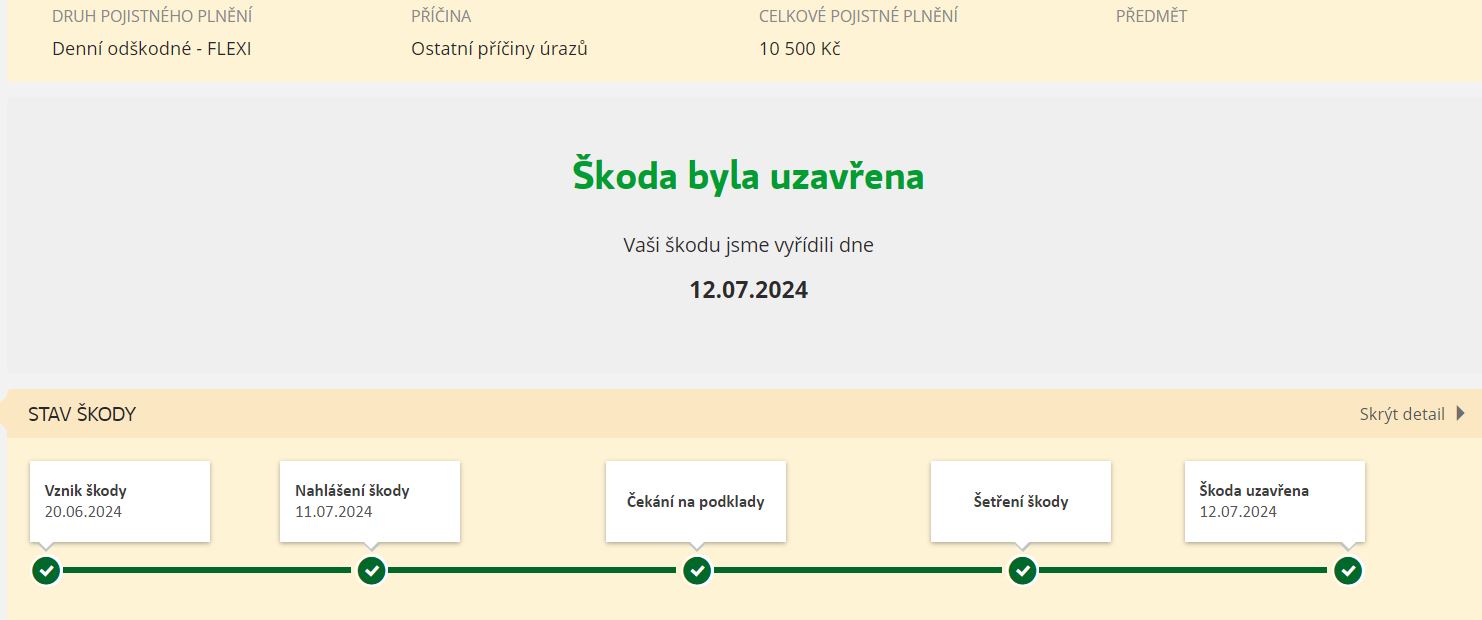 DRUH POJISTNÉHO PLNĚNÍ PŘÍČINA CELKOVÉ POJISTNÉ PLNĚNÍ PŘEDMĚT
Denní odškodné - FLEXI Ostatní příčiny úrazů 10 500 Kč
Škoda byla uzavřena
Vaši škodu jsme vyřídili dne
12.07.2024
STAV ŠKODY Skrýt detail
Vznik škody
20.06.2024
Nahlášení škody
11.07.2024
Čekání na podklady
Šetření škody
Škoda uzavřena
12.07.2024